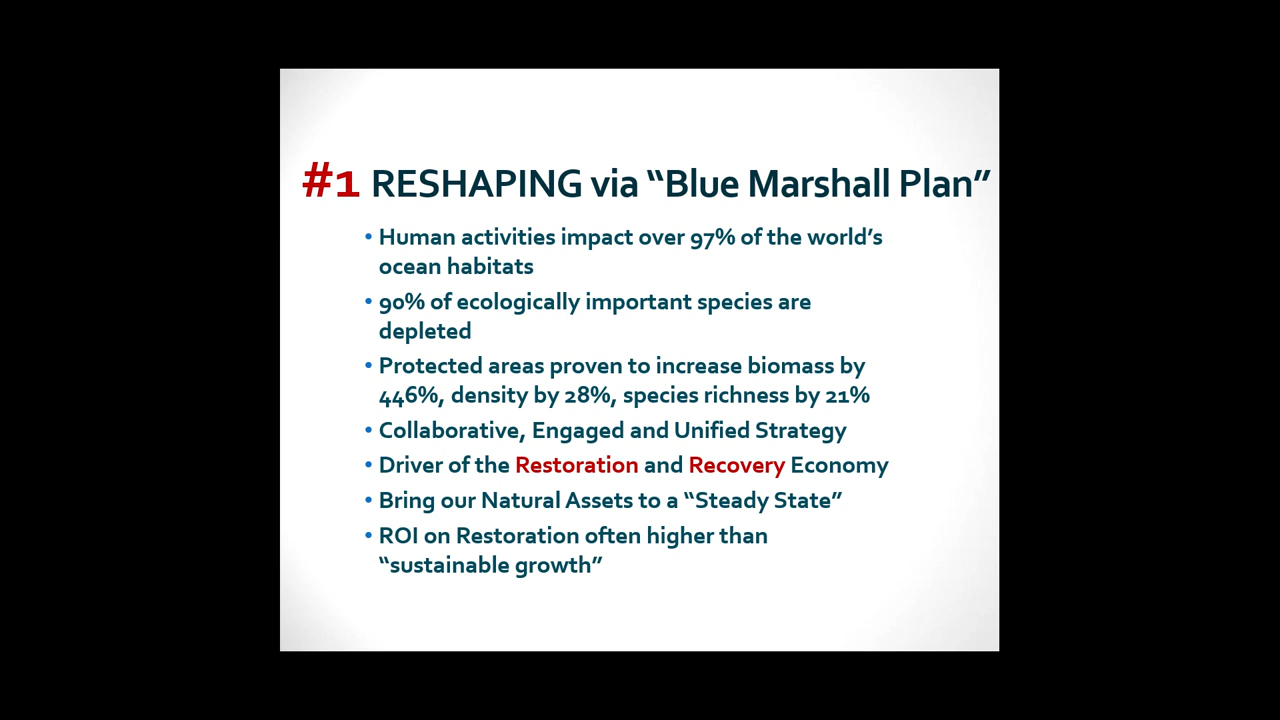 #1 RESHAPING via “Blue Marshall Plan”
• Human activities impact over 97% of the world’s
ocean habitats
• 90% of ecologically important species are
depleted
• Protected areas proven to increase biomass by
446%, density by 28%, species richness by 21%
• Collaborative, Engaged and Unified Strategy
• Driver of the Restoration and Recovery Economy
• Bring our Natural Assets to a “Steady State”
• ROI on Restoration often higher than
“sustainable growth”